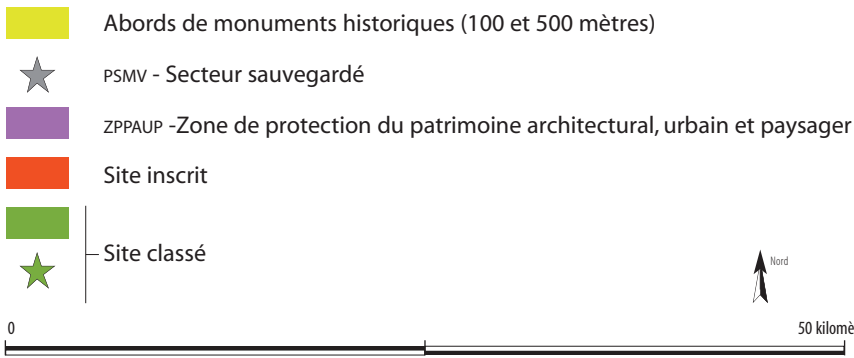 Abords de monuments historiques (100 et 500 mètres)
PSMV - Secteur sauvegardé
ZPPAUP -Zone de protection du patrimoine architectural, urbain et paysager
Site inscrit
Site classé
Nord
0 50 kilomè